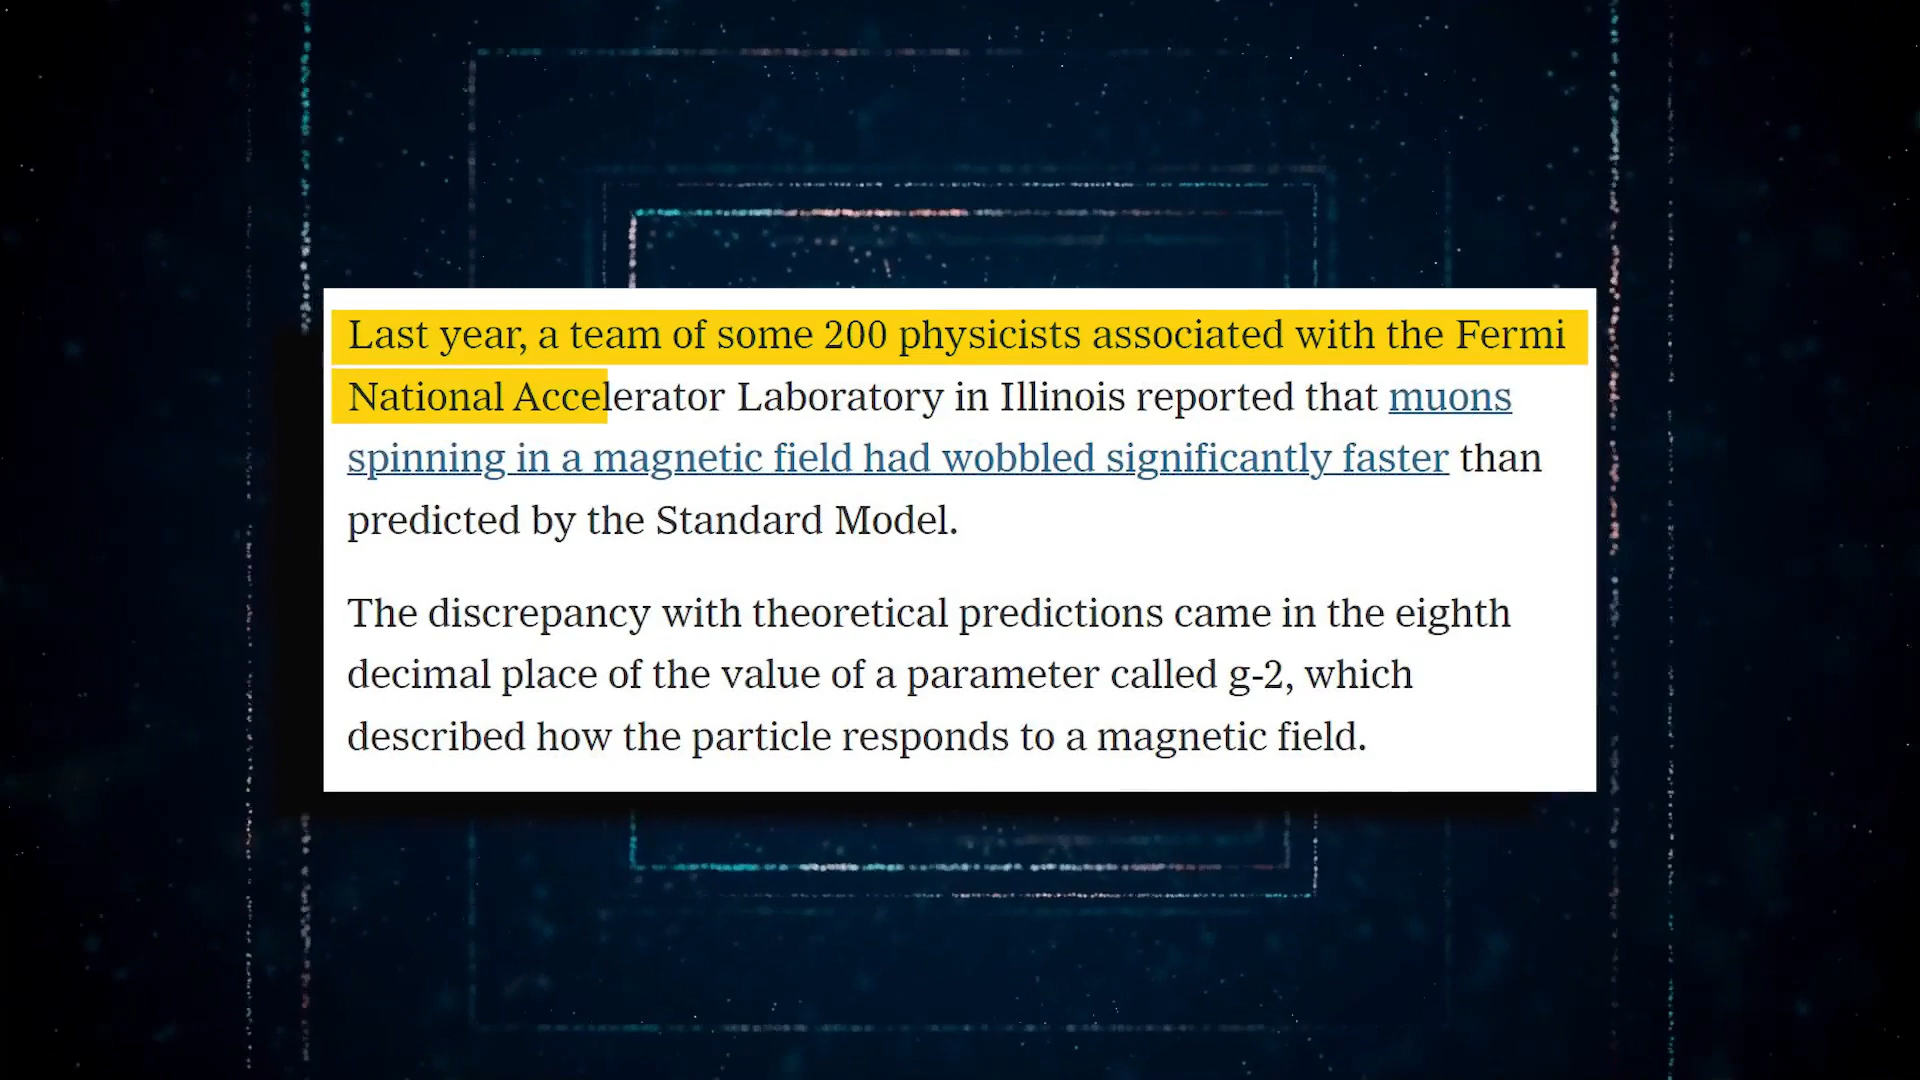 Last year, a team of some 200 physicists associated with the Fermi
National Accelerator Laboratory in Illinois reported that muons
spinning in a magnetic field had wobbled significantly faster than
predicted by the Standard Model.
The discrepancy with theoretical predictions came in the eighth
decimal place of the value of a parameter called g-2, which
described how the particle responds to a magnetic field.